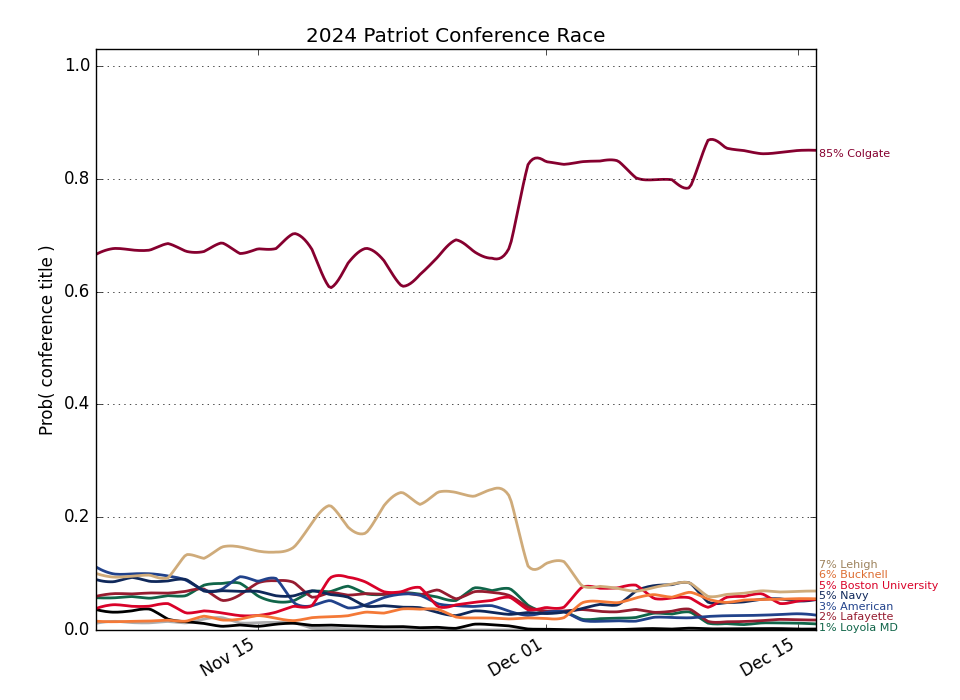 2024 Patriot Conference Race
Prob( conference title )
1.0
0.8
0.6
0.4
0.2
0.0
85% Colgate
7% Lehigh
6% Bucknell
5% Boston University
5% Navy
3% American
2% Lafayette
1% Loyola MD
Nov 15
Dec 01
Dec 15